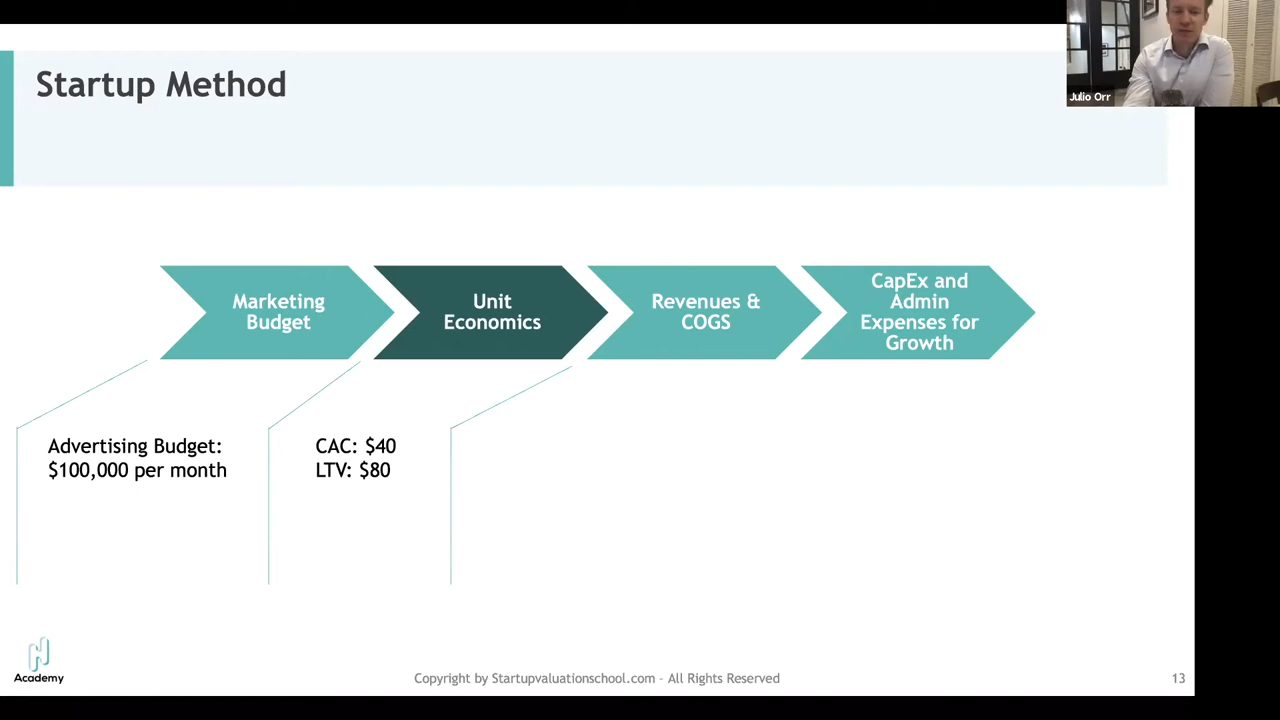 Startup Method
Julio Orr
Marketing
Budget
Unit
Economics
Revenues &
COGS
CapEx and
Admin
Expenses for
Growth
Advertising Budget:
$100,000 per month
CAC: $40
LTV: $80
Academy
Copyright by Startupvaluationschool.com – All Rights Reserved
13